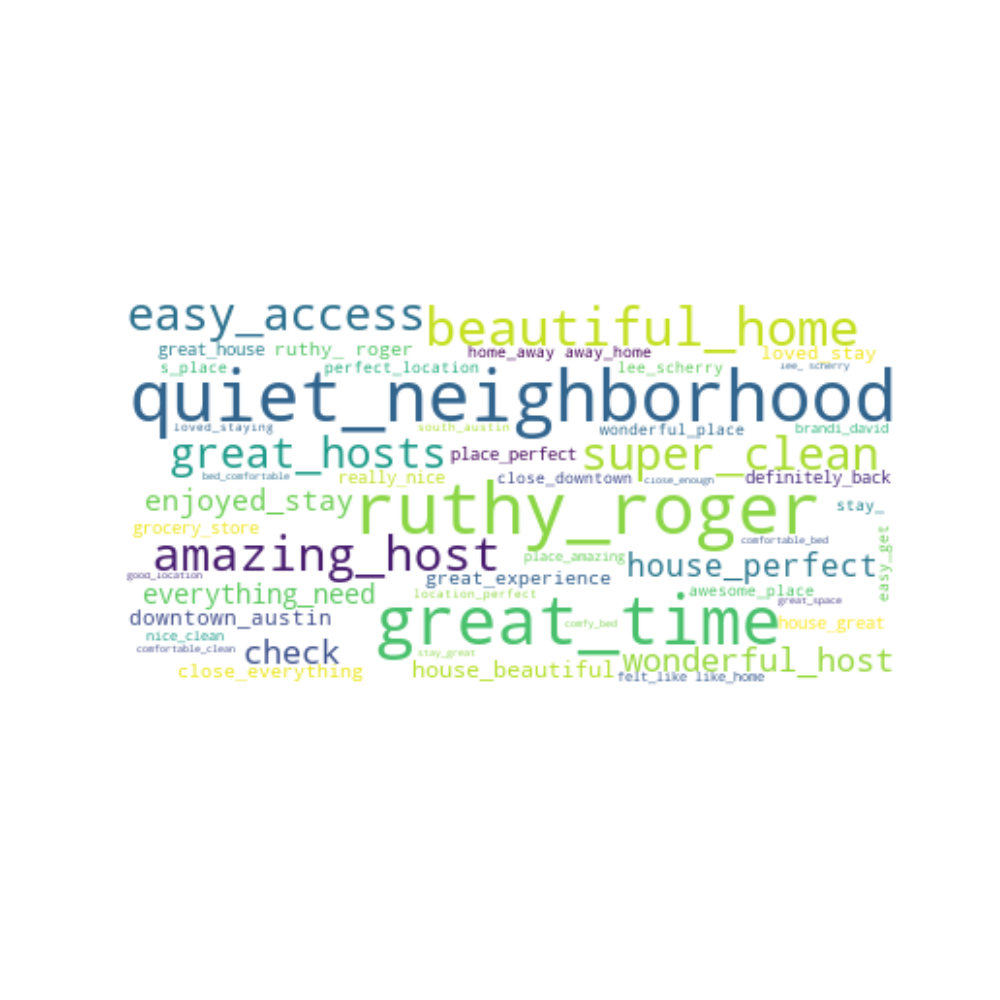 easy_access beautiful_home
great_house ruthy_ roger home_away away_home loved_stay
s_place perfect_location lee_scherry lee_ scherry
quiet_neighborhood
loved_staying south_austin wonderful_place brandi_david
great_hosts place_perfect super_clean
bed_comfortable really_nice close_downtown close_enough definitely_back
enjoyed_stay ruthy_roger stay_
grocery_store comfortable_bed easy_get
amazing_host place_amazing house_perfect
good_location great_experience
everything_need location_perfect awesome_place
great_space
downtown_austin great_time comfy_bed house_great
nice_clean
comfortable_clean check stay_great
close_everything house_beautiful wonderful_host
felt_like like_home